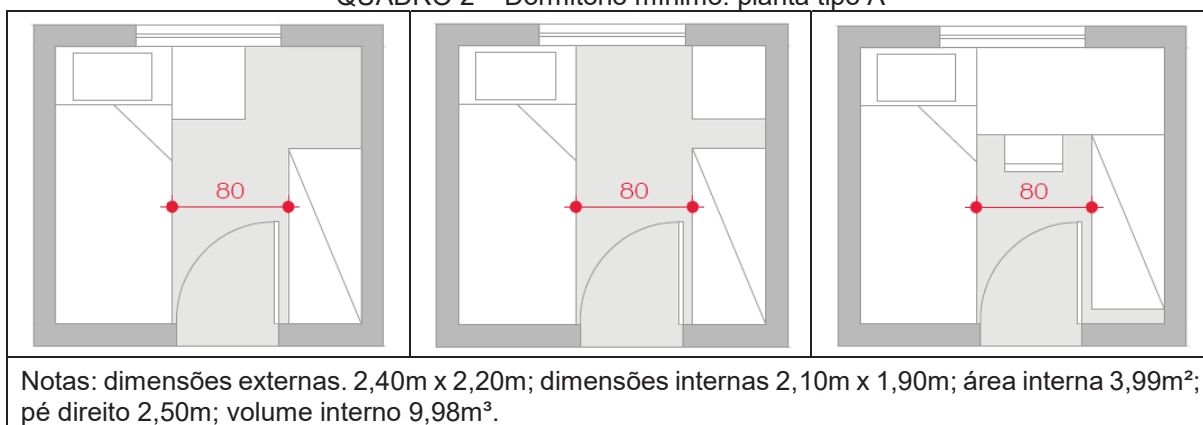 QUADRO 2 – Dormitório mínimo: planta tipo A
80
80
80
Notas: dimensões externas. 2,40m x 2,20m; dimensões internas 2,10m x 1,90m; área interna 3,99m²;
pé direito 2,50m; volume interno 9,98m³.